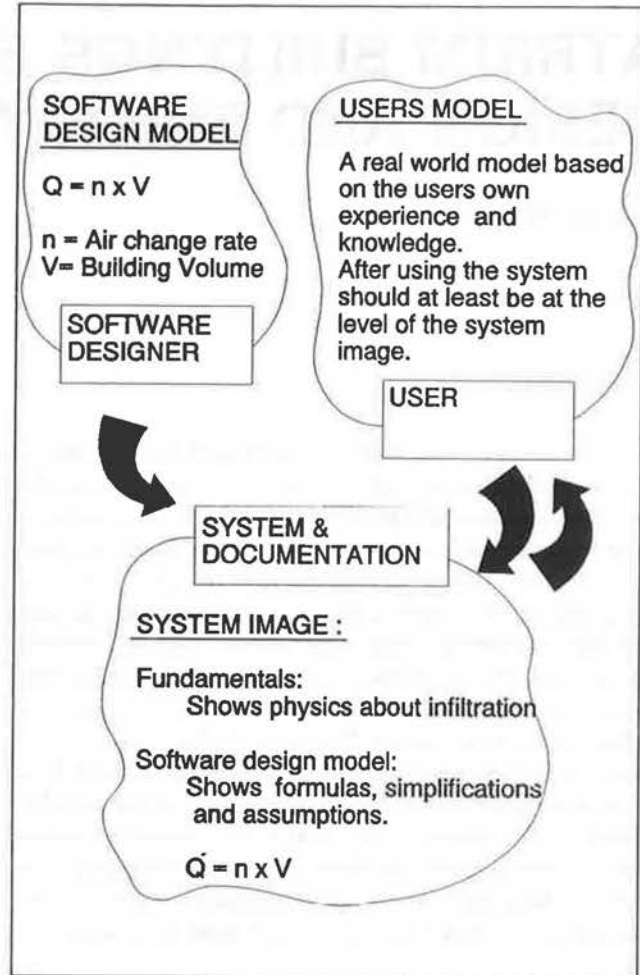 SOFTWARE
DESIGN MODEL
Q = n x V
n = Air change rate
V= Building Volume
SOFTWARE
DESIGNER
USERS MODEL
A real world model based
on the users own
experience and
knowledge.
After using the system
should at least be at the
level of the system
image.
USER
SYSTEM &
DOCUMENTATION
SYSTEM IMAGE :
Fundamentals:
Shows physics about infiltration
Software design model:
Shows formulas, simplifications
and assumptions.
Q = n x V